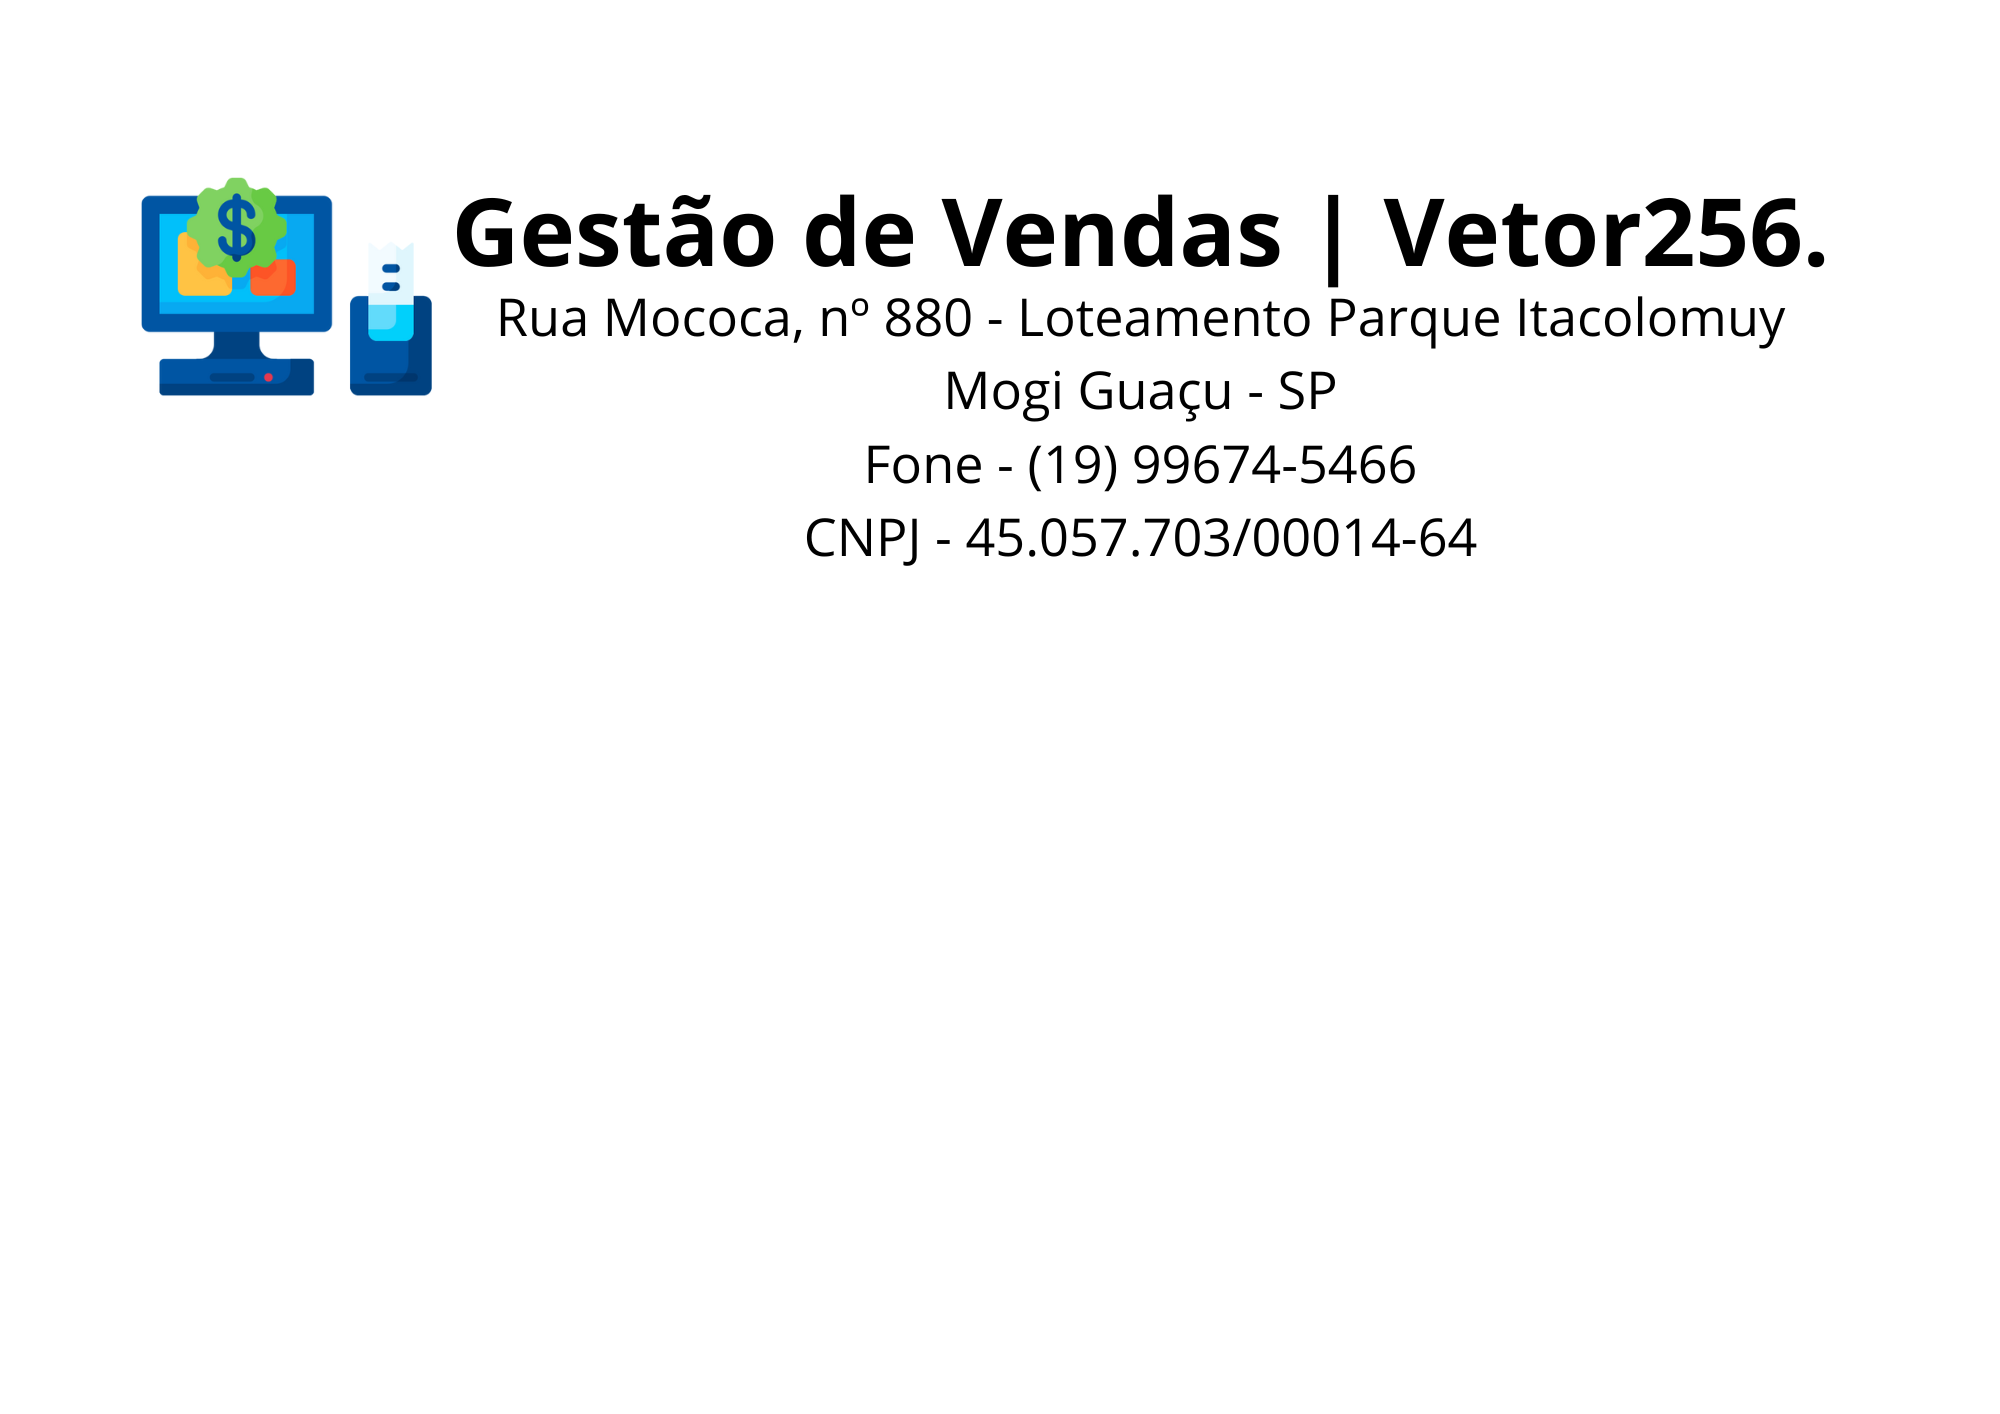 Gestão de Vendas | Vetor256.
Rua Mococa, nº 880 - Loteamento Parque Itacolomuy
Mogi Guaçu - SP
Fone - (19) 99674-5466
CNPJ - 45.057.703/00014-64